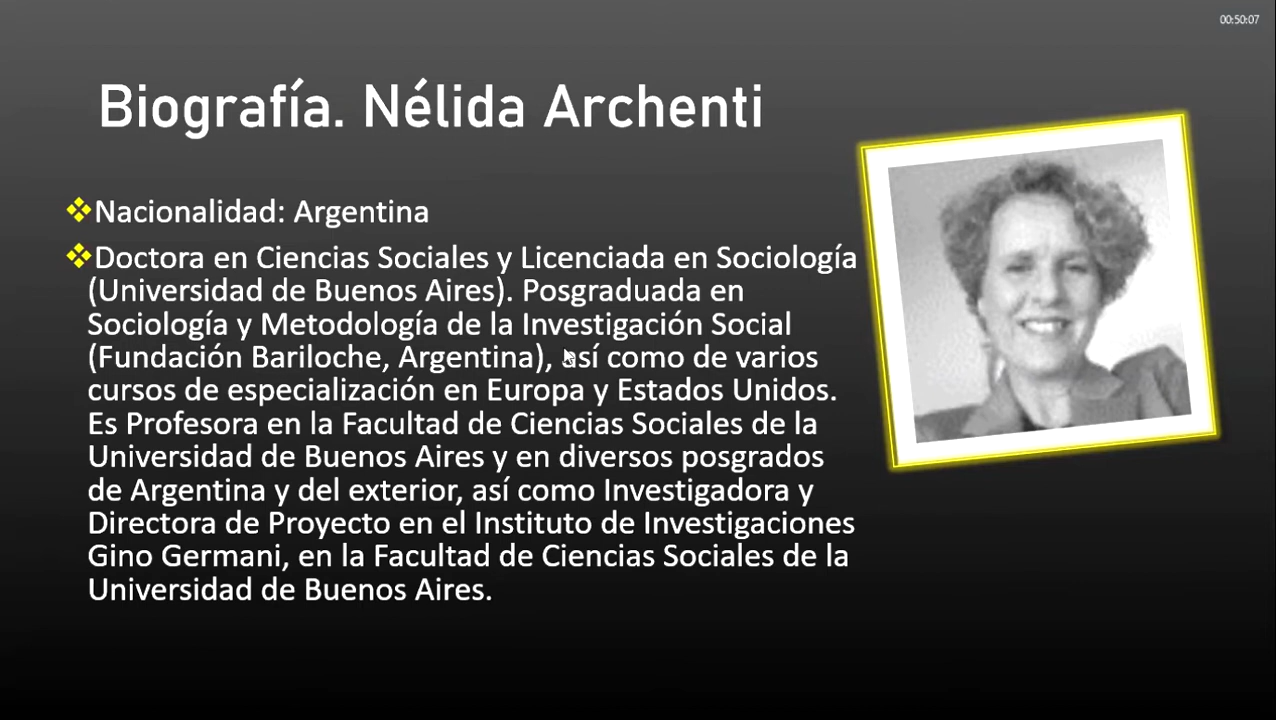 00:50:07
Biografía. Nélida Archenti
Nacionalidad: Argentina
Doctora en Ciencias Sociales y Licenciada en Sociología
(Universidad de Buenos Aires). Posgraduada en
Sociología y Metodología de la Investigación Social
(Fundación Bariloche, Argentina), así como de varios
cursos de especialización en Europa y Estados Unidos.
Es Profesora en la Facultad de Ciencias Sociales de la
Universidad de Buenos Aires y en diversos posgrados
de Argentina y del exterior, así como Investigadora y
Directora de Proyecto en el Instituto de Investigaciones
Gino Germani, en la Facultad de Ciencias Sociales de la
Universidad de Buenos Aires.